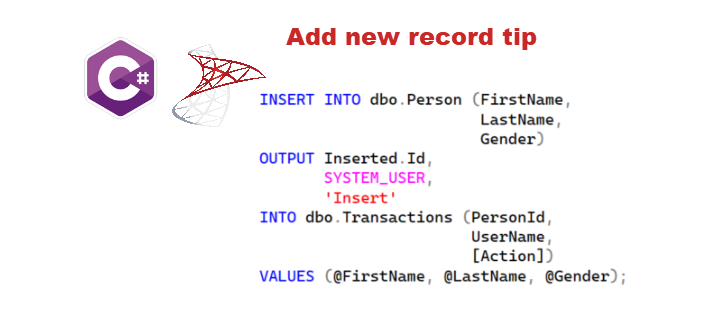 Add new record tip
C#
INSERT INTO dbo.Person (FirstName,
LastName,
Gender)
OUTPUT Inserted.Id,
SYSTEM_USER,
'Insert'
INTO dbo.Transactions (PersonId,
UserName,
[Action])
VALUES (@FirstName, @LastName, @Gender);